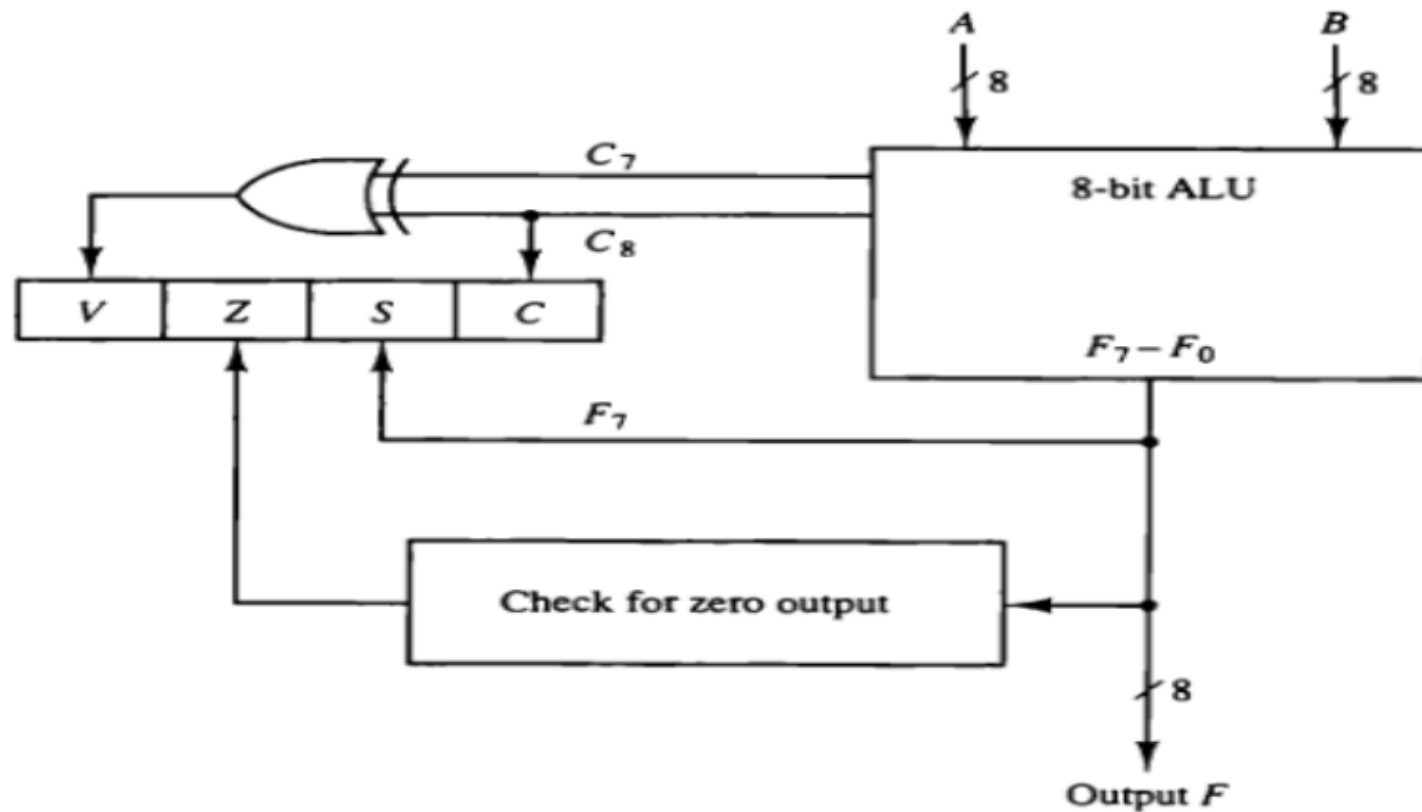 A
B
8
8
C7
8-bit ALU
C8
V
Z
S
C
F7 – F0
F7
Check for zero output
8
Output F